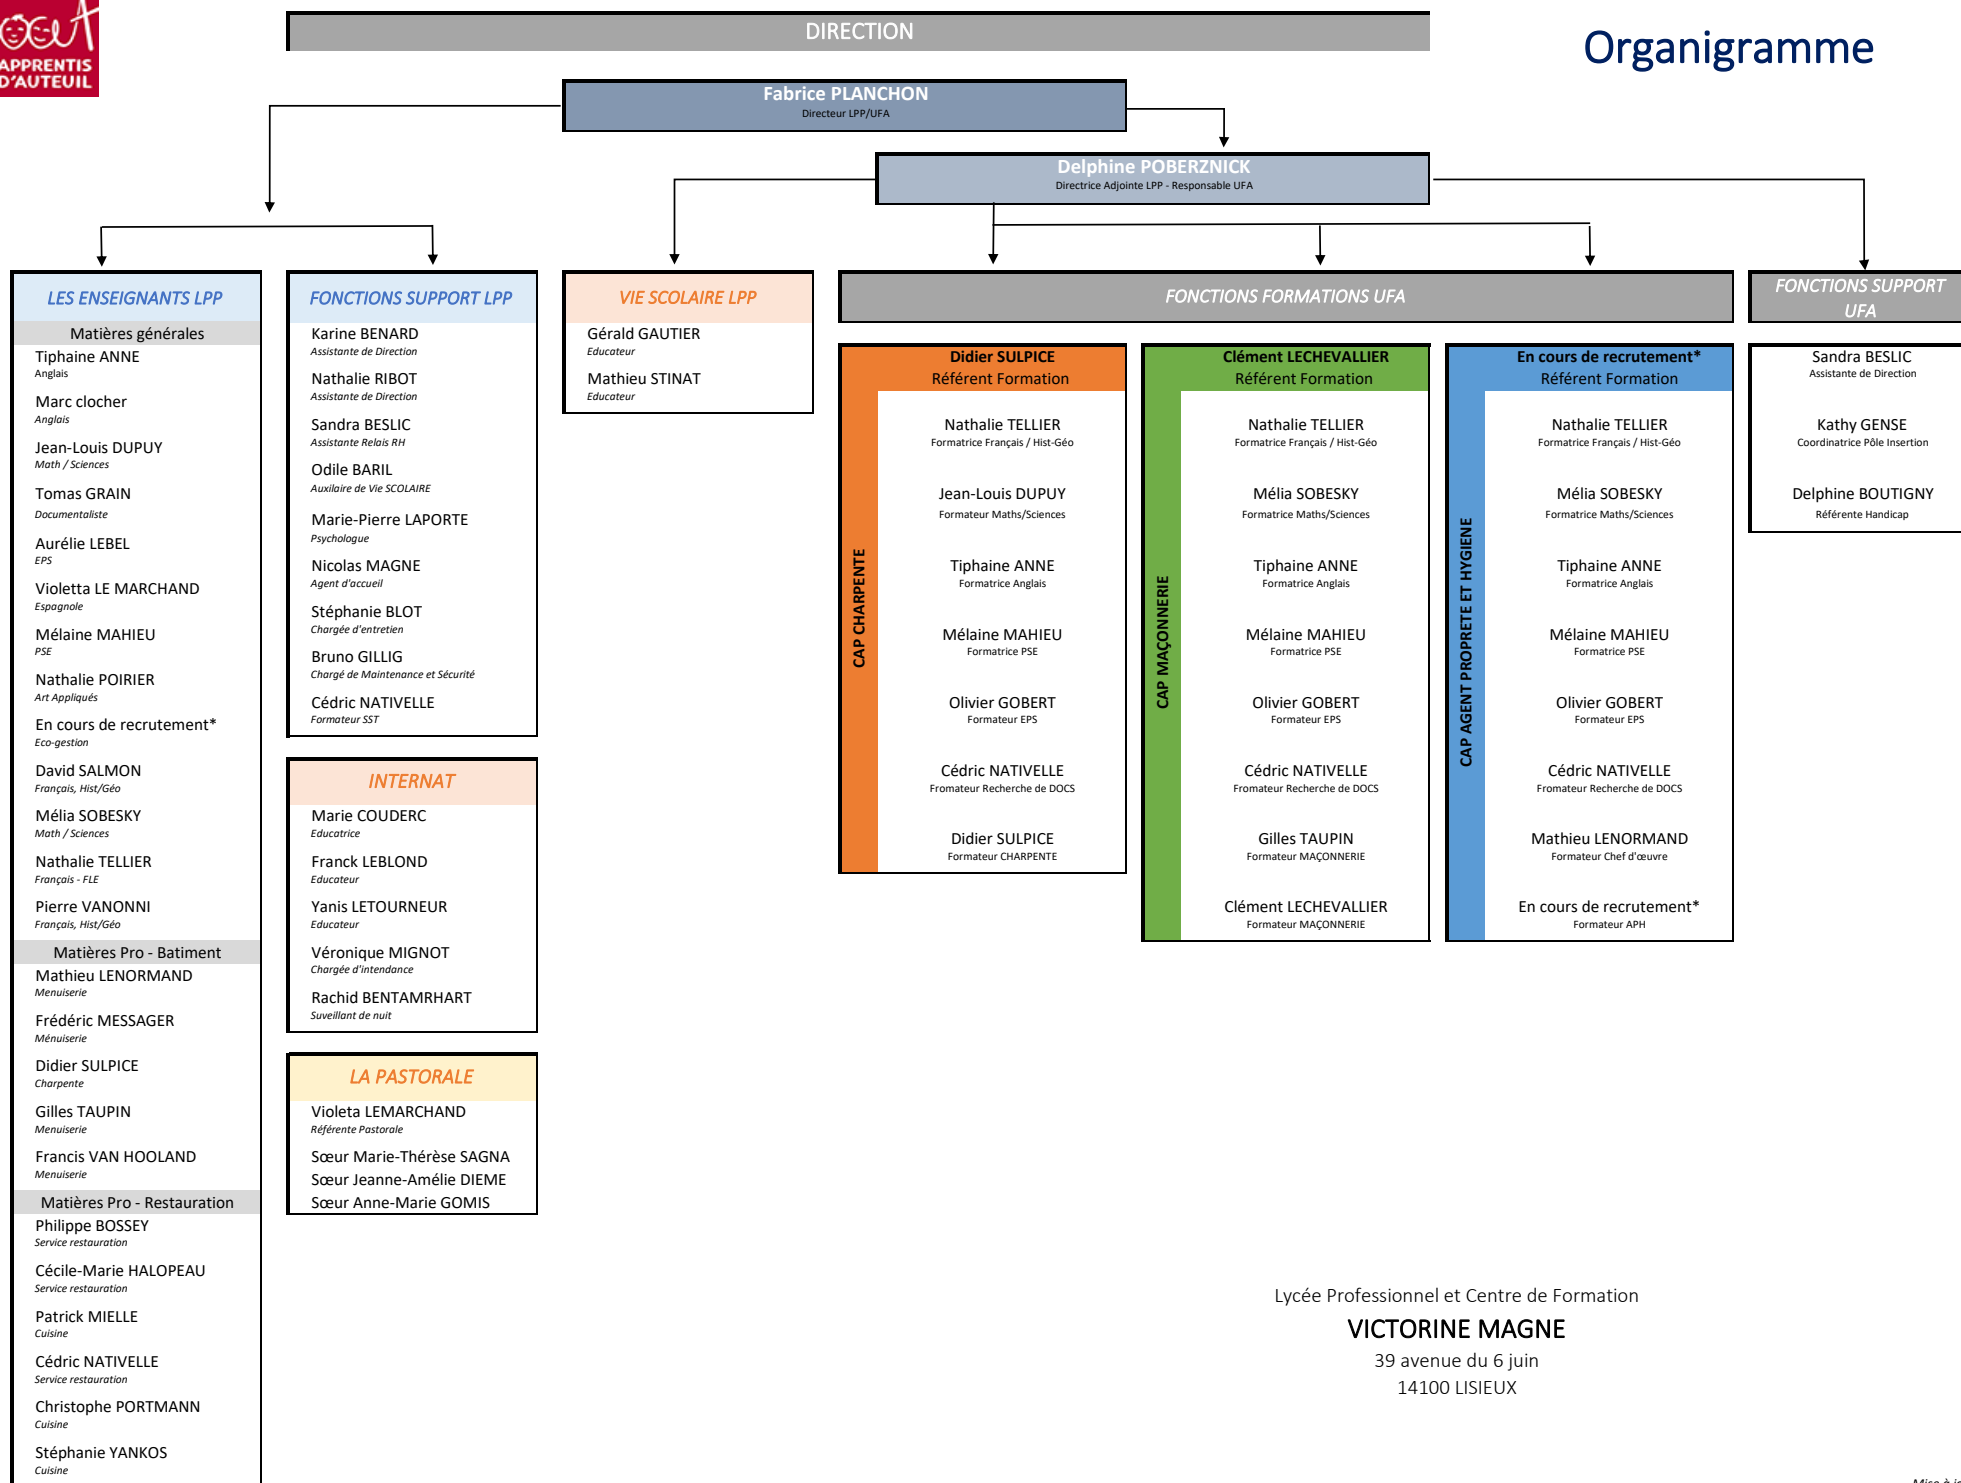 APPRENTIS
D'AUTEUIL
DIRECTION
Organigramme
Fabrice PLANCHON
Directeur LPP/UFA
Delphine POBERZNICK
Directrice Adjointe LPP - Responsable UFA
LES ENSEIGNANTS LPP
Matières générales
Tiphaine ANNE
Anglais
Marc clocher
Anglais
Jean-Louis DUPUY
Math / Sciences
Tomas GRAIN
Documentaliste
Aurélie LEBEL
EPS
Violetta LE MARCHAND
Espagnole
Mélaine MAHIEU
PSE
Nathalie POIRIER
Art Appliqués
En cours de recrutement*
Eco-gestion
David SALMON
Français, Hist/Géo
Mélia SOBESKY
Math / Sciences
Nathalie TELLIER
Français - FLE
Pierre VANONNI
Français, Hist/Géo
Matières Pro - Batiment
Mathieu LENORMAND
Menuiserie
Frédéric MESSAGER
Ménuiserie
Didier SULPICE
Charpente
Gilles TAUPIN
Menuiserie
Francis VAN HOOLAND
Menuiserie
Matières Pro - Restauration
Philippe BOSSEY
Service restauration
Cécile-Marie HALOPEAU
Service restauration
Patrick MIELLE
Cuisine
Cédric NATIVELLE
Service restauration
Christophe PORTMANN
Cuisine
Stéphanie YANKOS
Cuisine
FONCTIONS SUPPORT LPP
Karine BENARD
Assistante de Direction
Nathalie RIBOT
Assistante de Direction
Sandra BESLIC
Assistante Relais RH
Odile BARIL
Auxilaire de Vie SCOLAIRE
Marie-Pierre LAPORTE
Psychologue
Nicolas MAGNE
Agent d'accueil
Stéphanie BLOT
Chargée d'entretien
Bruno GILLIG
Chargé de Maintenance et Sécurité
Cédric NATIVELLE
Formateur SST
INTERNAT
Marie COUDERC
Educatrice
Franck LEBLOND
Educateur
Yanis LETOURNEUR
Educateur
Véronique MIGNOT
Chargée d'intendance
Rachid BENTAMRHART
Suveillant de nuit
LA PASTORALE
Violeta LEMARCHAND
Référente Pastorale
Sœur Marie-Thérèse SAGNA
Sœur Jeanne-Amélie DIEME
Sœur Anne-Marie GOMIS
VIE SCOLAIRE LPP
Gérald GAUTIER
Educateur
Mathieu STINAT
Educateur
FONCTIONS FORMATIONS UFA
CAP CHARPENTE
Didier SULPICE
Référent Formation
Nathalie TELLIER
Formatrice Français / Hist-Géo
Jean-Louis DUPUY
Formateur Maths/Sciences
Tiphaine ANNE
Formatrice Anglais
Mélaine MAHIEU
Formatrice PSE
Olivier GOBERT
Formateur EPS
Cédric NATIVELLE
Fromateur Recherche de DOCS
Didier SULPICE
Formateur CHARPENTE
CAP MAÇONNERIE
Clément LECHEVALLIER
Référent Formation
Nathalie TELLIER
Formatrice Français / Hist-Géo
Mélia SOBESKY
Formatrice Maths/Sciences
Tiphaine ANNE
Formatrice Anglais
Mélaine MAHIEU
Formatrice PSE
Olivier GOBERT
Formateur EPS
Cédric NATIVELLE
Fromateur Recherche de DOCS
Gilles TAUPIN
Formateur MAÇONNERIE
Clément LECHEVALLIER
Formateur MAÇONNERIE
CAP AGENT PROPRETE ET HYGIENE
En cours de recrutement*
Référent Formation
Nathalie TELLIER
Formatrice Français / Hist-Géo
Mélia SOBESKY
Formatrice Maths/Sciences
Tiphaine ANNE
Formatrice Anglais
Mélaine MAHIEU
Formatrice PSE
Olivier GOBERT
Formateur EPS
Cédric NATIVELLE
Fromateur Recherche de DOCS
Mathieu LENORMAND
Formateur Chef d'œuvre
En cours de recrutement*
Formateur APH
FONCTIONS SUPPORT
UFA
Sandra BESLIC
Assistante de Direction
Kathy GENSE
Coordinatrice Pôle Insertion
Delphine BOUTIGNY
Référente Handicap
Lycée Professionnel et Centre de Formation
VICTORINE MAGNE
39 avenue du 6 juin
14100 LISIEUX
Mise à